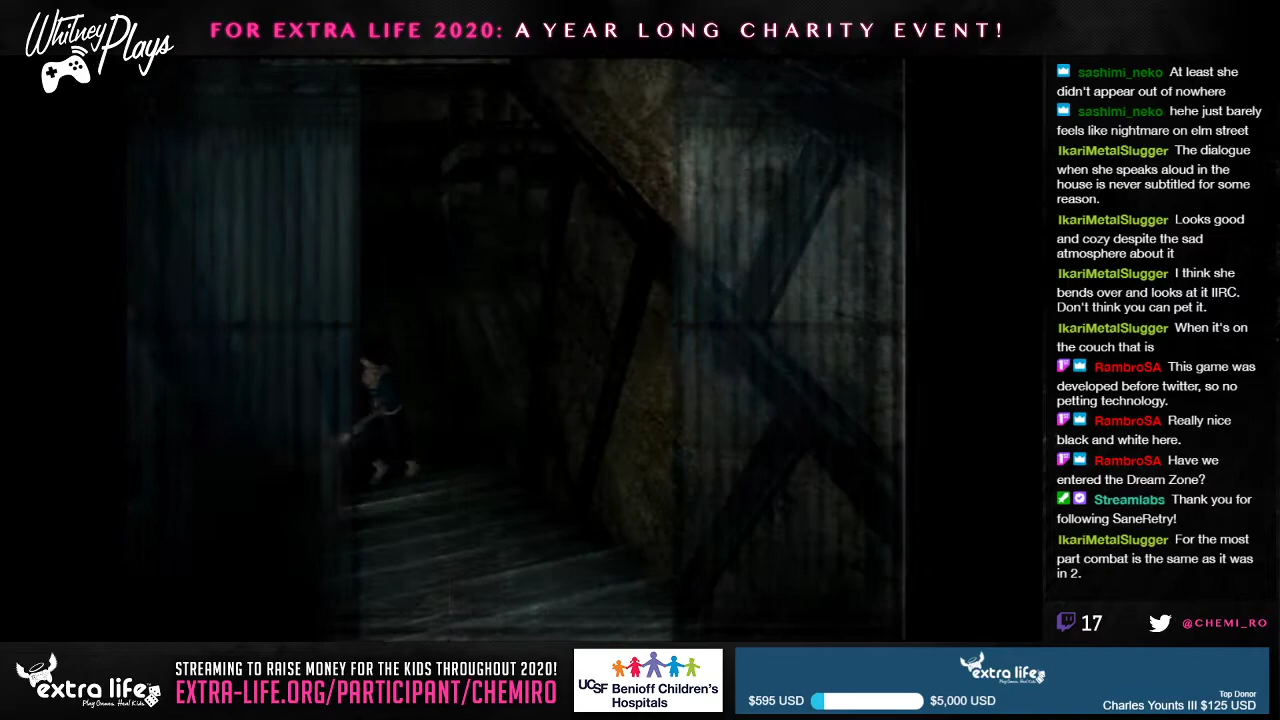 Whitney Plays
FOR EXTRA LIFE 2020: A YEAR LONG CHARITY EVENT!
sashimi_neko At least she
didn't appear out of nowhere
sashimi_neko hehe just barely
feels like nightmare on elm street
IkariMetalSlugger The dialogue
when she speaks aloud in the
house is never subtitled for some
reason.
IkariMetalSlugger Looks good
and cozy despite the sad
atmosphere about it
IkariMetalSlugger I think she
bends over and looks at it IIRC.
Don't think you can pet it.
IkariMetalSlugger When it's on
the couch that is
RambroSA This game was
developed before twitter, so no
petting technology.
RambroSA Really nice
black and white here.
RambroSA Have we
entered the Dream Zone?
Streamlabs Thank you for
following SaneRetry!
IkariMetalSlugger For the most
part combat is the same as it was
in 2.
17 @CHEMI_RO
extra life
Play Games. Heal Kids.
STREAMING TO RAISE MONEY FOR THE KIDS THROUGHOUT 2020!
EXTRA-LIFE.ORG/PARTICIPANT/CHEMIRO
UCSF Benioff Children's
Hospitals
extra life
Play Games. Heal Kids.
$595 USD $5,000 USD
Top Donor
Charles Younts III $125 USD